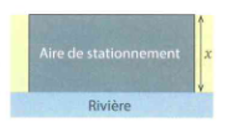 Aire de stationnement
x
Rivière